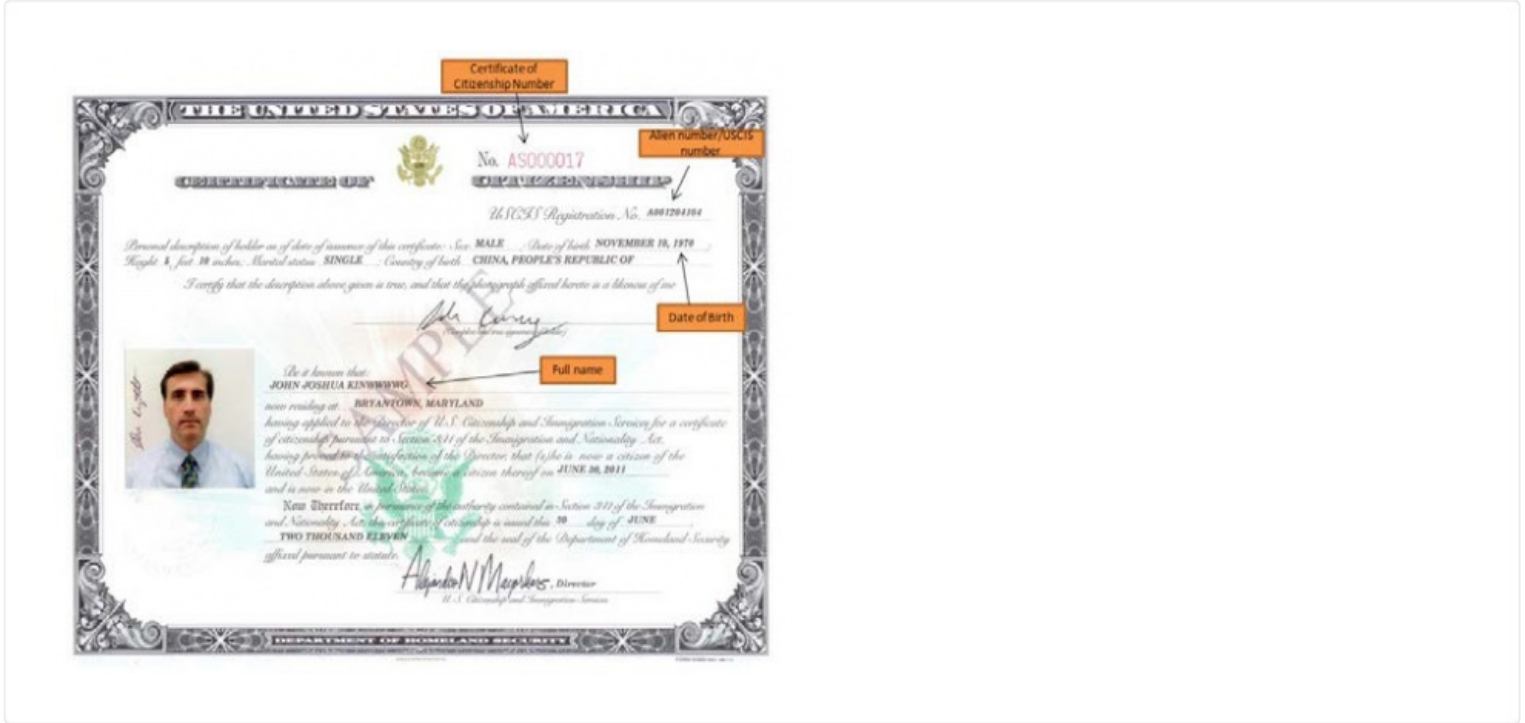 Certificate of
Citizenship Number
THE UNITED STATES OF AMERICA
Alien number/USCIS
number
No. AS000017
CERTIFICATE OF CITIZENSHIP
USCIS Registration No. A001204104
Personal description of holder as of date of issuance of this certificate: Sex MALE ; Date of birth NOVEMBER 10, 1970 ;
Height 5 feet 10 inches; Marital status SINGLE ; Country of birth CHINA, PEOPLE'S REPUBLIC OF
I certify that the description above given is true, and that the photograph affixed hereto is a likeness of me
Date of Birth
SAMPLE
Be it known that:
Full name
JOHN JOSHUA KINWWWWG
now residing at BRYANTOWN, MARYLAND
having applied to the Director of U.S. Citizenship and Immigration Services for a certificate
of citizenship pursuant to Section 341 of the Immigration and Nationality Act,
having proved to the satisfaction of the Director, that (s)he is now a citizen of the
United States of America, became a citizen thereof on JUNE 30, 2011
and is now in the United States.
Now Therefore, in pursuance of the authority contained in Section 341 of the Immigration
and Nationality Act, this certificate of citizenship is issued this 30 day of JUNE
TWO THOUSAND ELEVEN and the seal of the Department of Homeland Security
affixed pursuant to statute.
, Director
U.S. Citizenship and Immigration Services
DEPARTMENT OF HOMELAND SECURITY